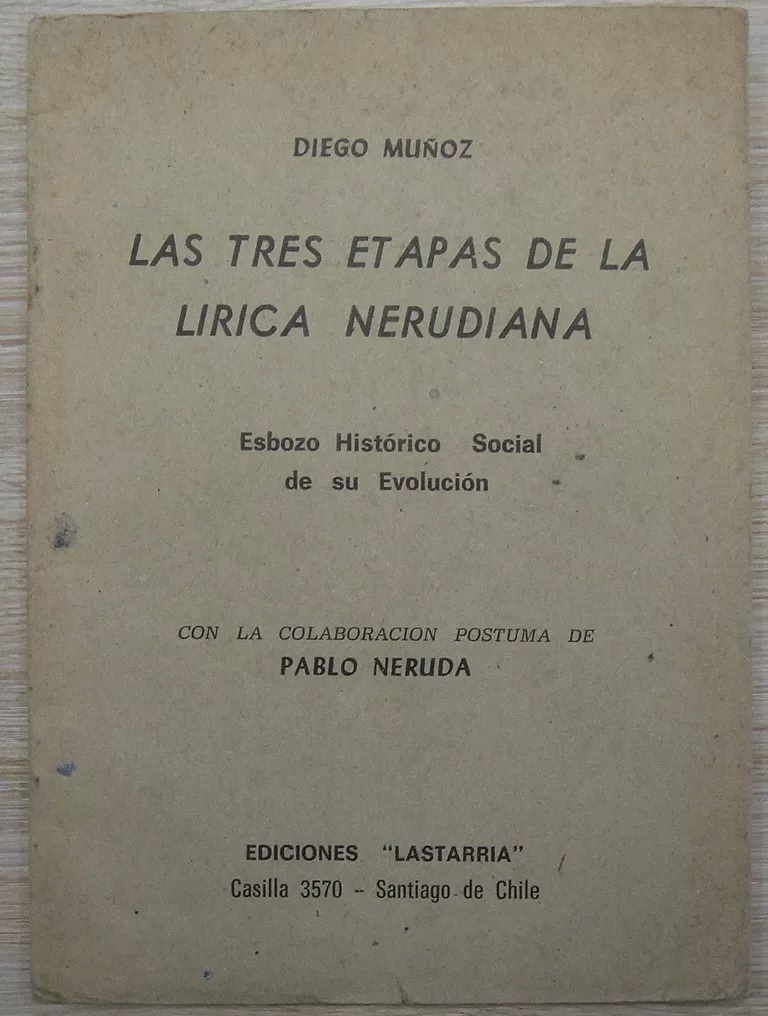 DIEGO MUÑOZ
LAS TRES ETAPAS DE LA
LIRICA NERUDIANA
Esbozo Histórico Social
de su Evolución
CON LA COLABORACION POSTUMA DE
PABLO NERUDA
EDICIONES "LASTARRIA"
Casilla 3570 -- Santiago de Chile